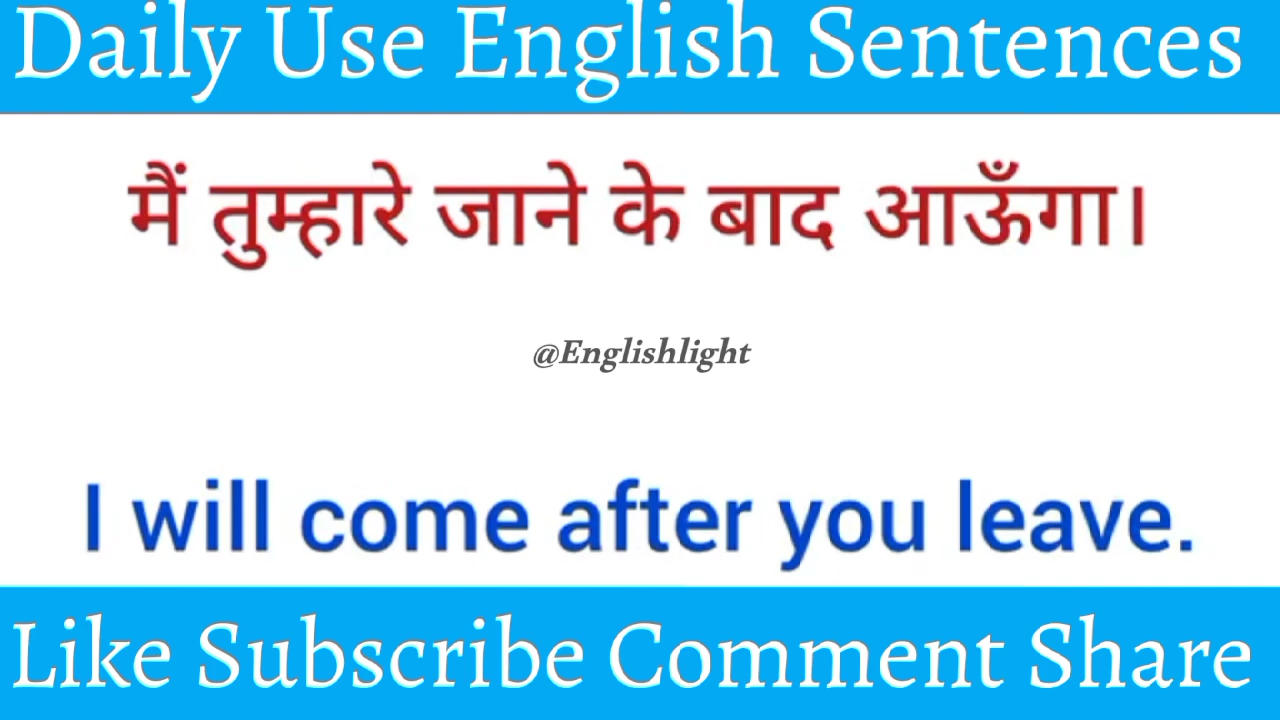 Daily Use English Sentences
मैं तुम्हारे जाने के बाद आऊँगा।
@Englishlight
I will come after you leave.
Like Subscribe Comment Share